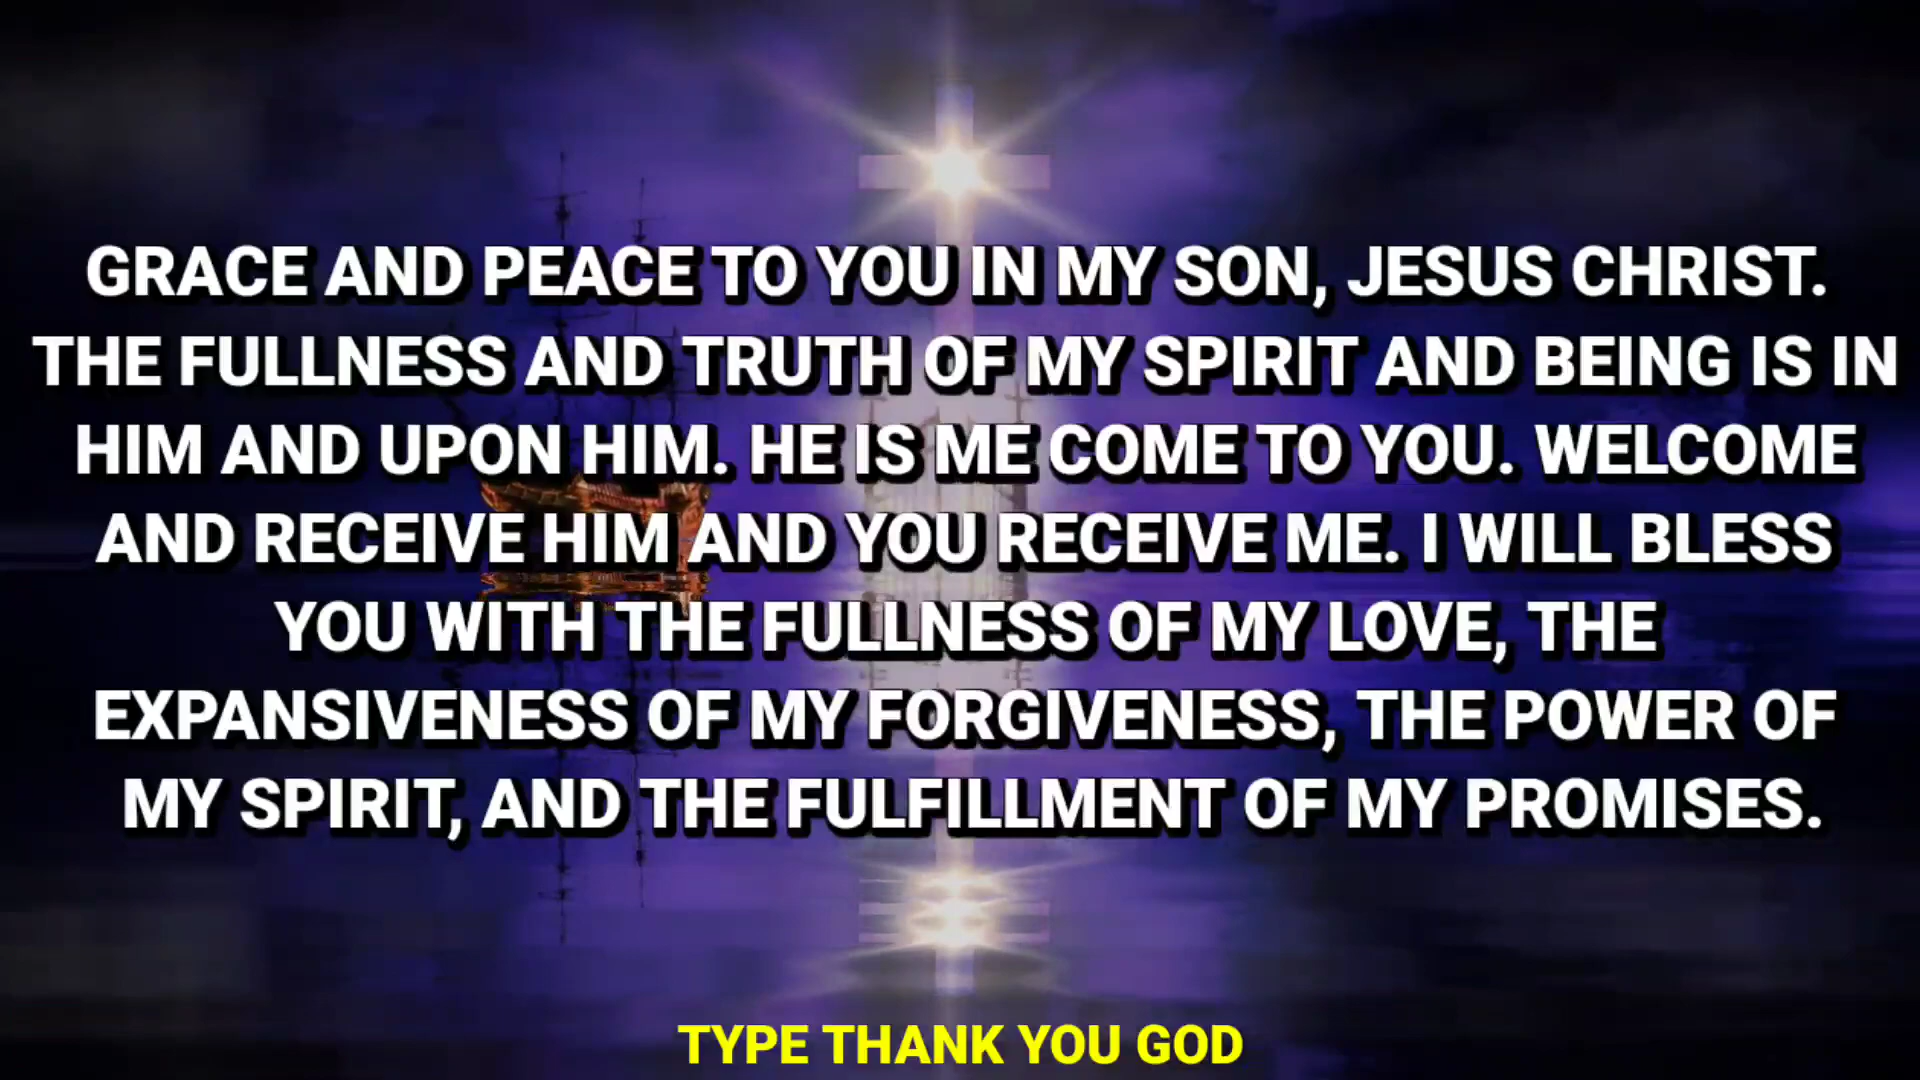 GRACE AND PEACE TO YOU IN MY SON, JESUS CHRIST.
THE FULLNESS AND TRUTH OF MY SPIRIT AND BEING IS IN
HIM AND UPON HIM. HE IS ME COME TO YOU. WELCOME
AND RECEIVE HIM AND YOU RECEIVE ME. I WILL BLESS
YOU WITH THE FULLNESS OF MY LOVE, THE
EXPANSIVENESS OF MY FORGIVENESS, THE POWER OF
MY SPIRIT, AND THE FULFILLMENT OF MY PROMISES.
TYPE THANK YOU GOD